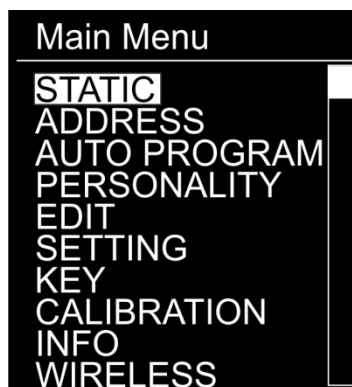 Main Menu
STATIC
ADDRESS
AUTO PROGRAM
PERSONALITY
EDIT
SETTING
KEY
CALIBRATION
INFO
WIRELESS